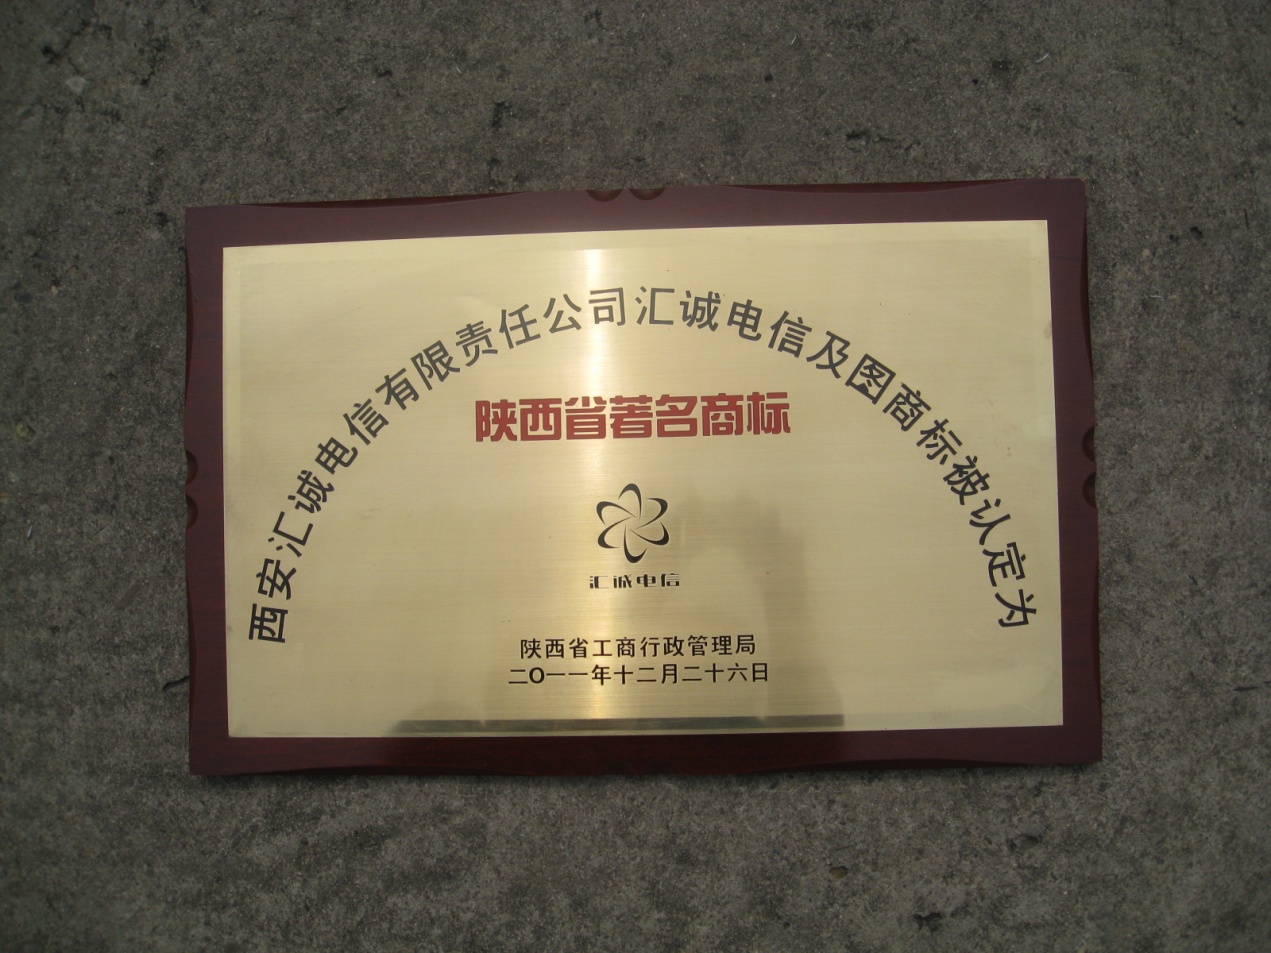 西安汇诚电信有限责任公司汇诚电信及图商标被认定为
陕西省著名商标
汇诚电信
陕西省工商行政管理局
二〇一一年十二月二十六日